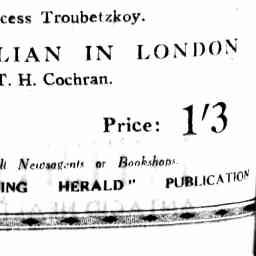 cess Troubetzkoy.
LIAN IN LONDON
T. H. Cochran.
Price: 1'3
ll Newsagents or Bookshops.
ING HERALD" PUBLICATION